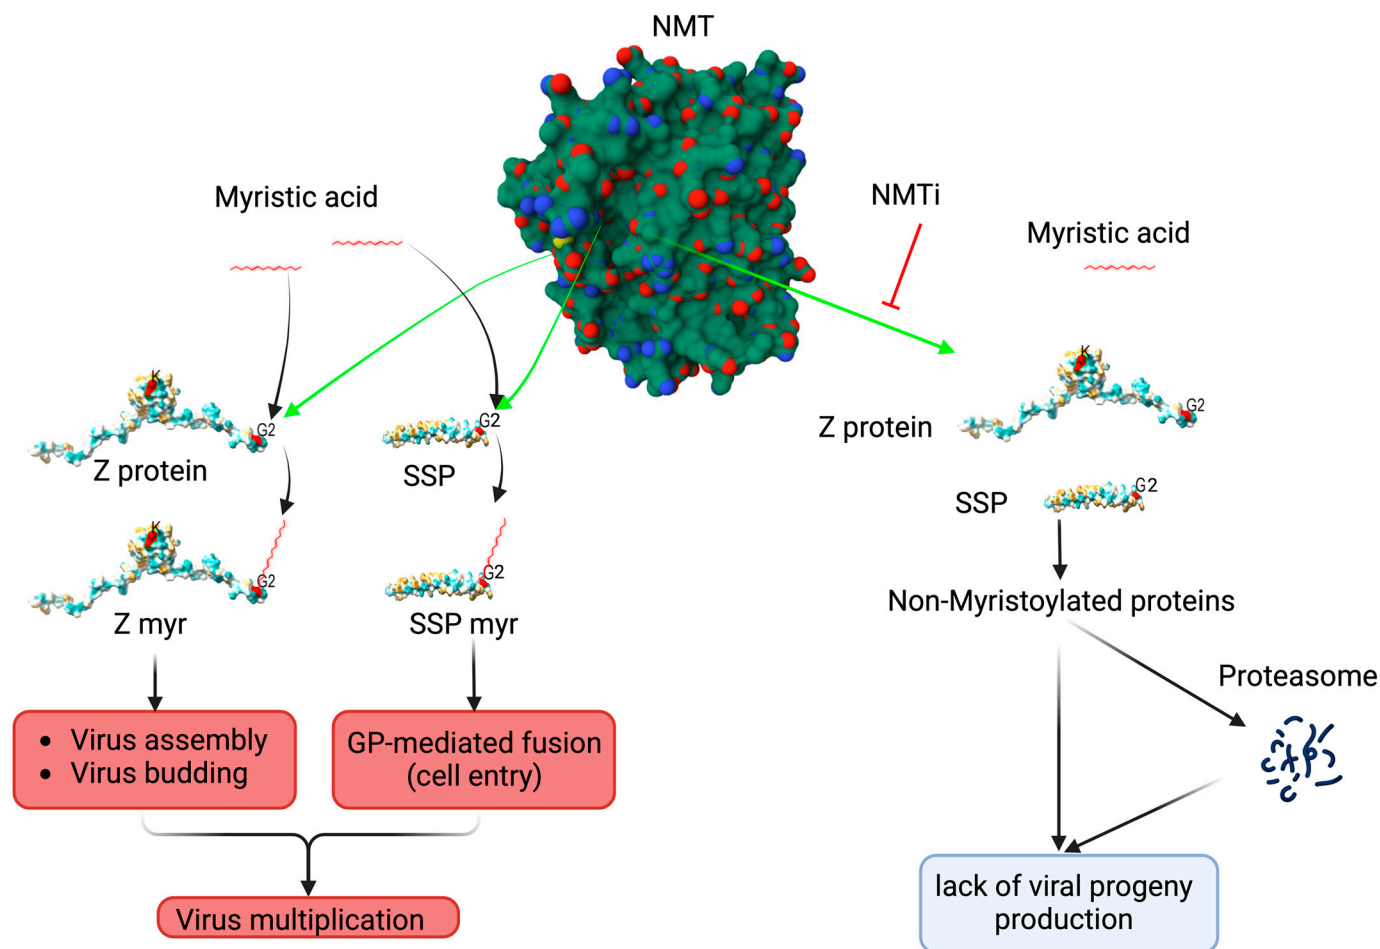 NMT
Myristic acid
NMTi
Myristic acid
K
G2
Z protein
G2
SSP
K
G2
Z protein
SSP
G2
K
G2
Z myr
G2
SSP myr
Non-Myristoylated proteins
Proteasome
• Virus assembly
• Virus budding
GP-mediated fusion
(cell entry)
Virus multiplication
lack of viral progeny
production